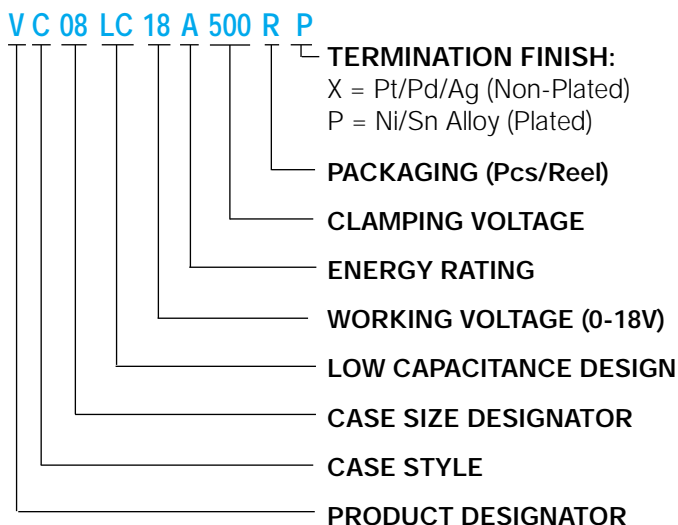 V C 08 LC 18 A 500 R P
TERMINATION FINISH:
X = Pt/Pd/Ag (Non-Plated)
P = Ni/Sn Alloy (Plated)
PACKAGING (Pcs/Reel)
CLAMPING VOLTAGE
ENERGY RATING
WORKING VOLTAGE (0-18V)
LOW CAPACITANCE DESIGN
CASE SIZE DESIGNATOR
CASE STYLE
PRODUCT DESIGNATOR